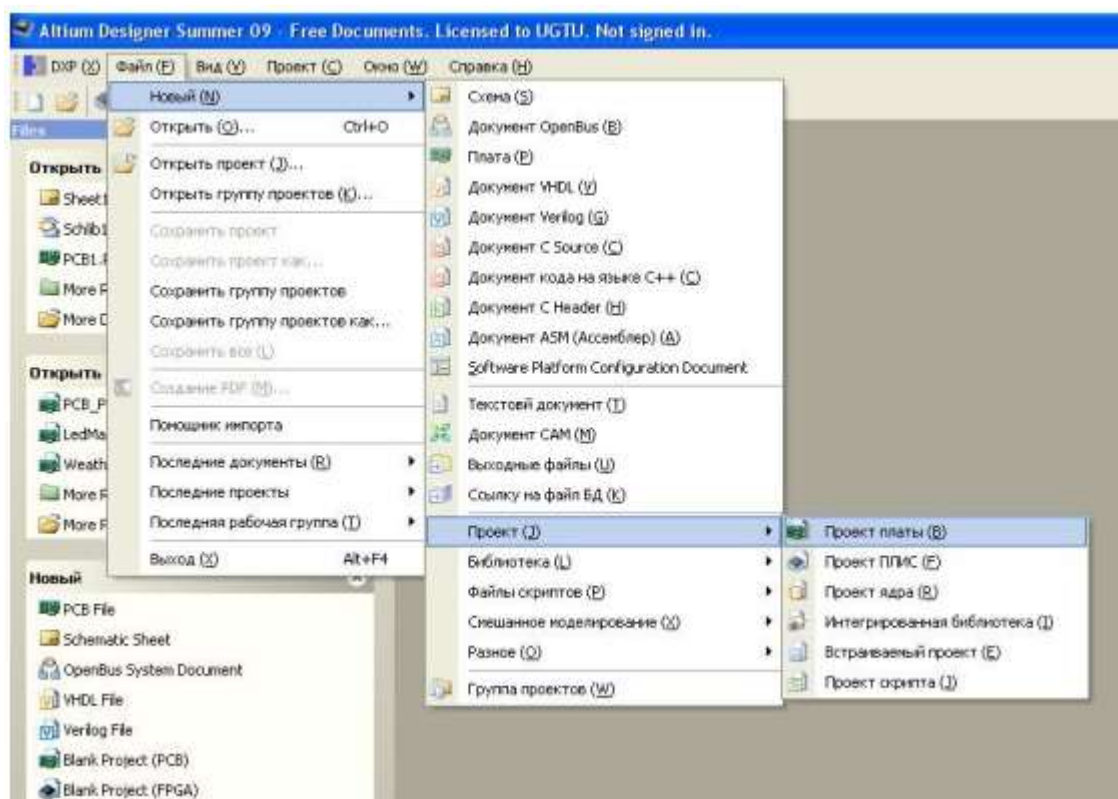 Altium Designer Summer 09 - Free Documents. Licensed to UGTU. Not signed in.
DXP (X) Файл (F) Вид (V) Проект (C) Окно (W) Справка (H)
Files
Открыть
Sheet1
Schlib1
PCB1.
More
More
Открыть
PCB_P
LedMa
Weath
More
More
Новый
PCB File
Schematic Sheet
OpenBus System Document
VHDL File
Verilog File
Blank Project (PCB)
Blank Project (FPGA)
Новый (N)
Открыть (O)... Ctrl+O
Открыть проект (J)...
Открыть группу проектов (K)...
Сохранить проект
Сохранить проект как...
Сохранить группу проектов
Сохранить группу проектов как...
Сохранить все (L)
Создание PDF (M)...
Помощник импорта
Последние документы (R)
Последние проекты
Последняя рабочая группа (T)
Выход (X) Alt+F4
Схема (S)
Документ OpenBus (B)
Плата (P)
Документ VHDL (V)
Документ Verilog (G)
Документ C Source (C)
Документ кода на языке C++ (C)
Документ C Header (H)
Документ ASM (Ассемблер) (A)
Software Platform Configuration Document
Текстовй документ (T)
Документ CAM (M)
Выходные файлы (U)
Ссылку на файл БД (K)
Проект (J)
Библиотека (L)
Файлы скриптов (P)
Смешанное моделирование (X)
Разное (O)
Группа проектов (W)
Проект платы (B)
Проект ПЛИС (F)
Проект ядра (R)
Интегрированная библиотека (I)
Встраиваемый проект (E)
Проект скрипта (J)